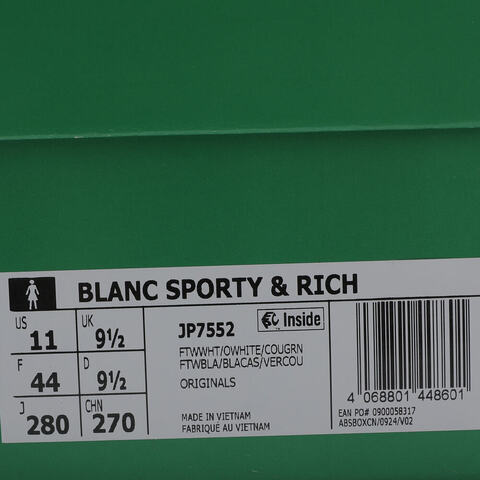 BLANC SPORTY & RICH
US 11 UK 9½
F 44 D 9½
J 280 CHN 270
JP7552
Inside
FTWWHT/OWHITE/COUGRN
FTWBLA/BLACAS/VERCOU
ORIGINALS
MADE IN VIETNAM
FABRIQUÉ AU VIETNAM
4 068801 448601
EAN PO# 0900058317
ABSBOXCN/0924/V02